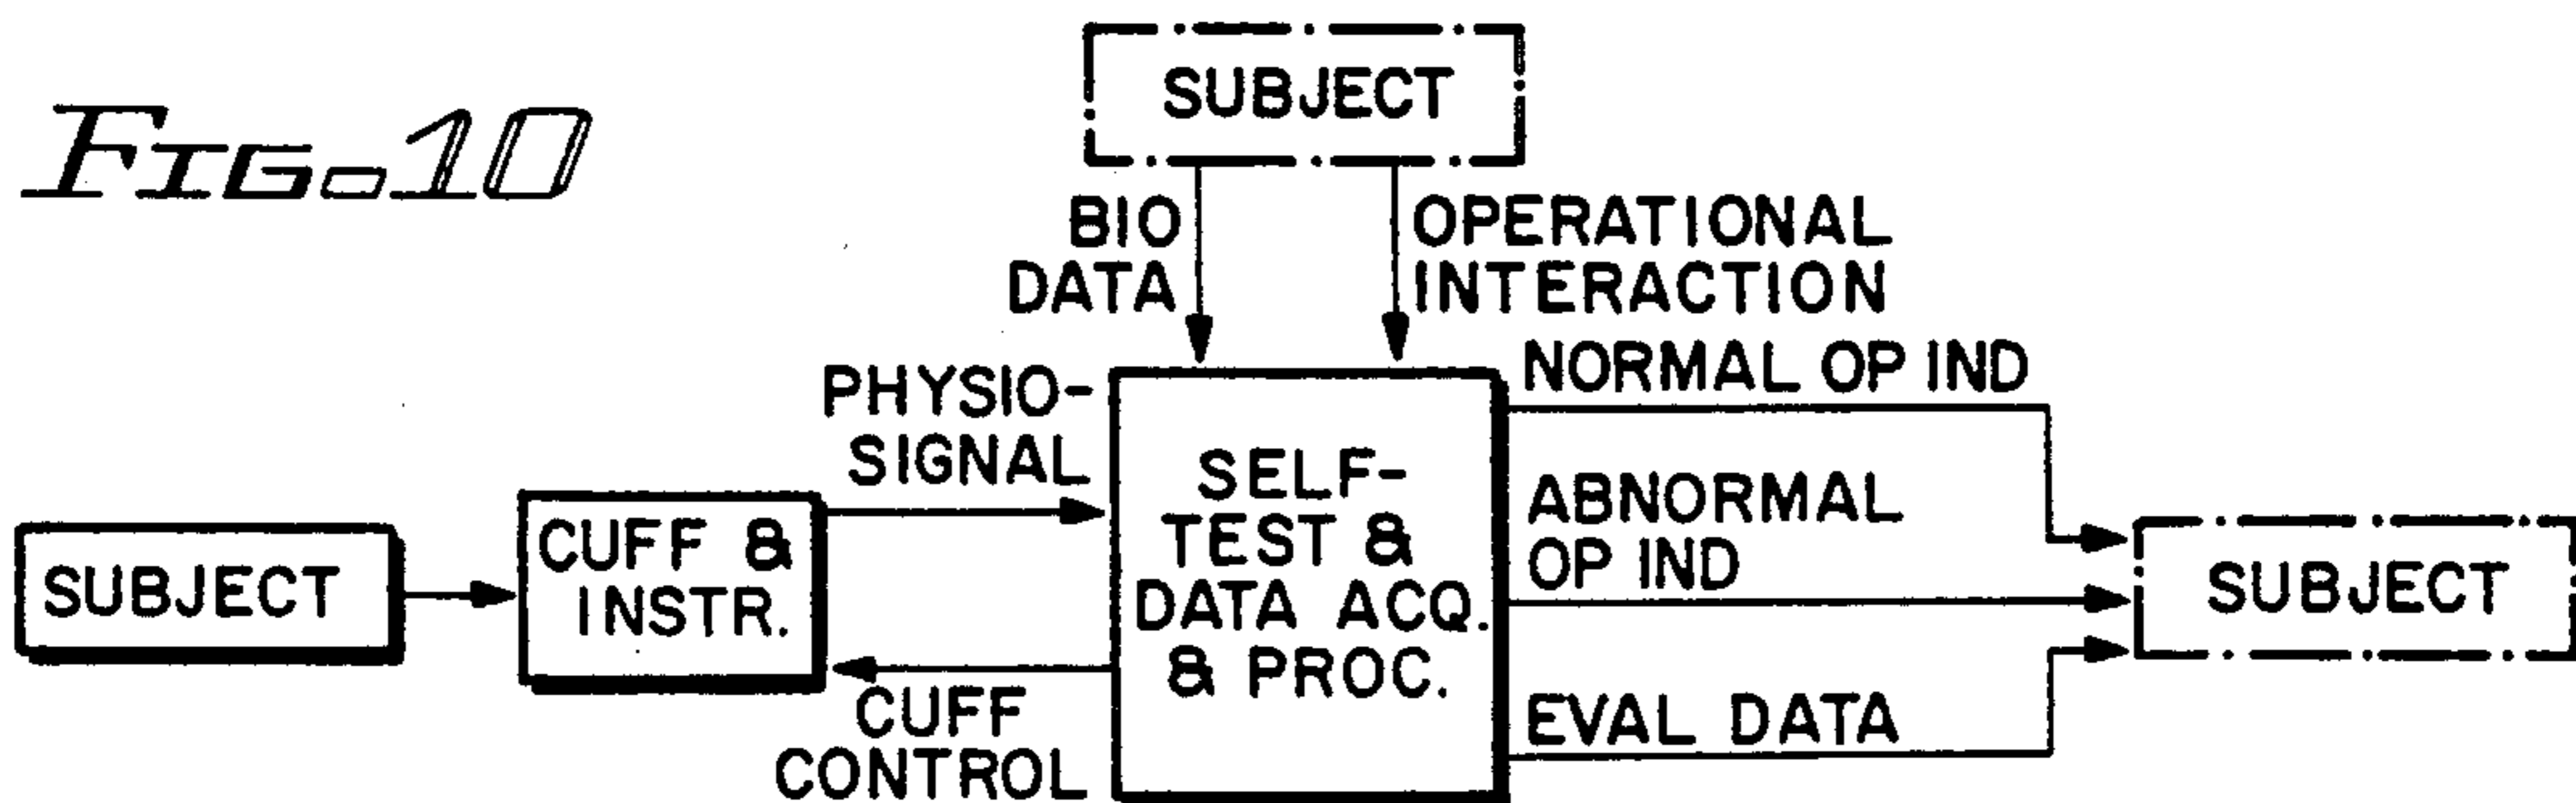 FIG. 10
SUBJECT
BIO
DATA
OPERATIONAL
INTERACTION
PHYSIO-
SIGNAL
NORMAL OP IND
SUBJECT
CUFF &
INSTR.
SELF-
TEST &
DATA ACQ.
& PROC.
ABNORMAL
OP IND
SUBJECT
CUFF
CONTROL
EVAL DATA